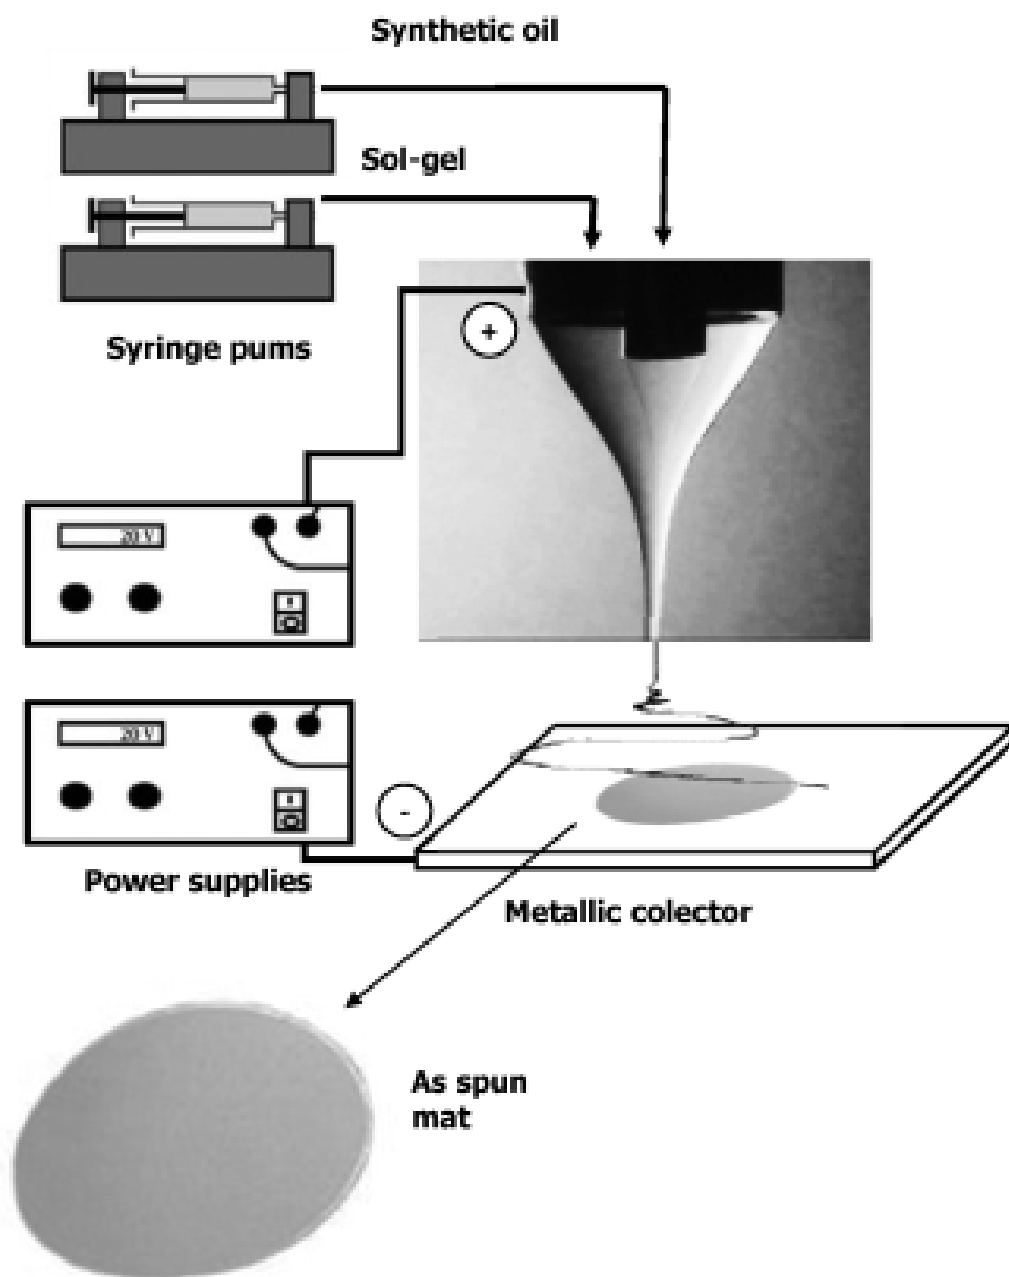 Synthetic oil
Sol-gel
Syringe pums
+
20 V
20 V
-
Power supplies
Metallic colector
As spun
mat